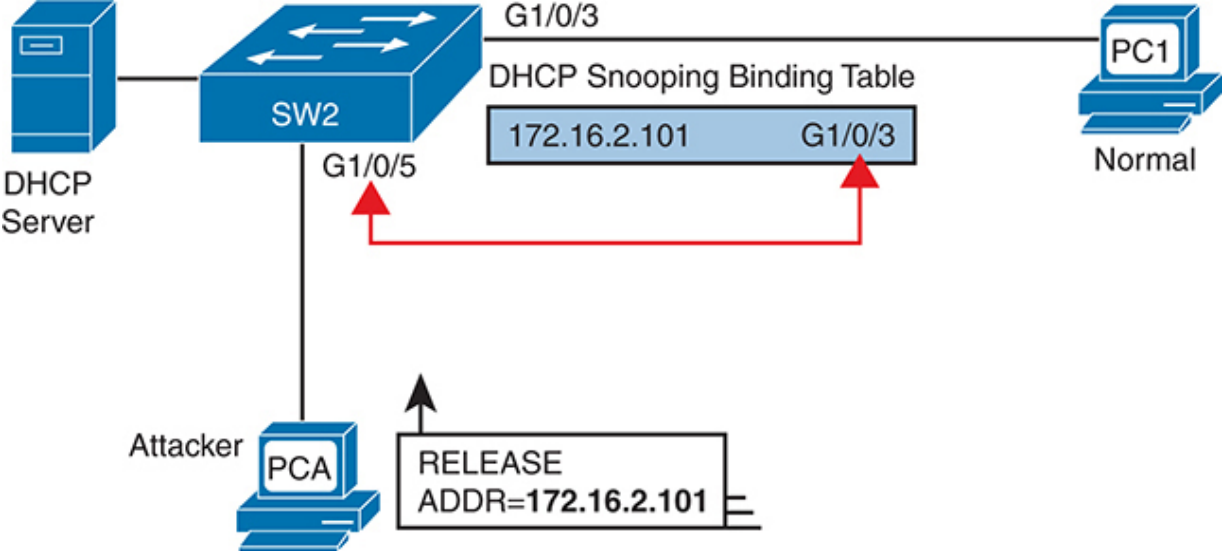 G1/0/3
PC1
DHCP Snooping Binding Table
SW2
172.16.2.101 G1/0/3
Normal
G1/0/5
DHCP
Server
Attacker
PCA
RELEASE
ADDR=172.16.2.101